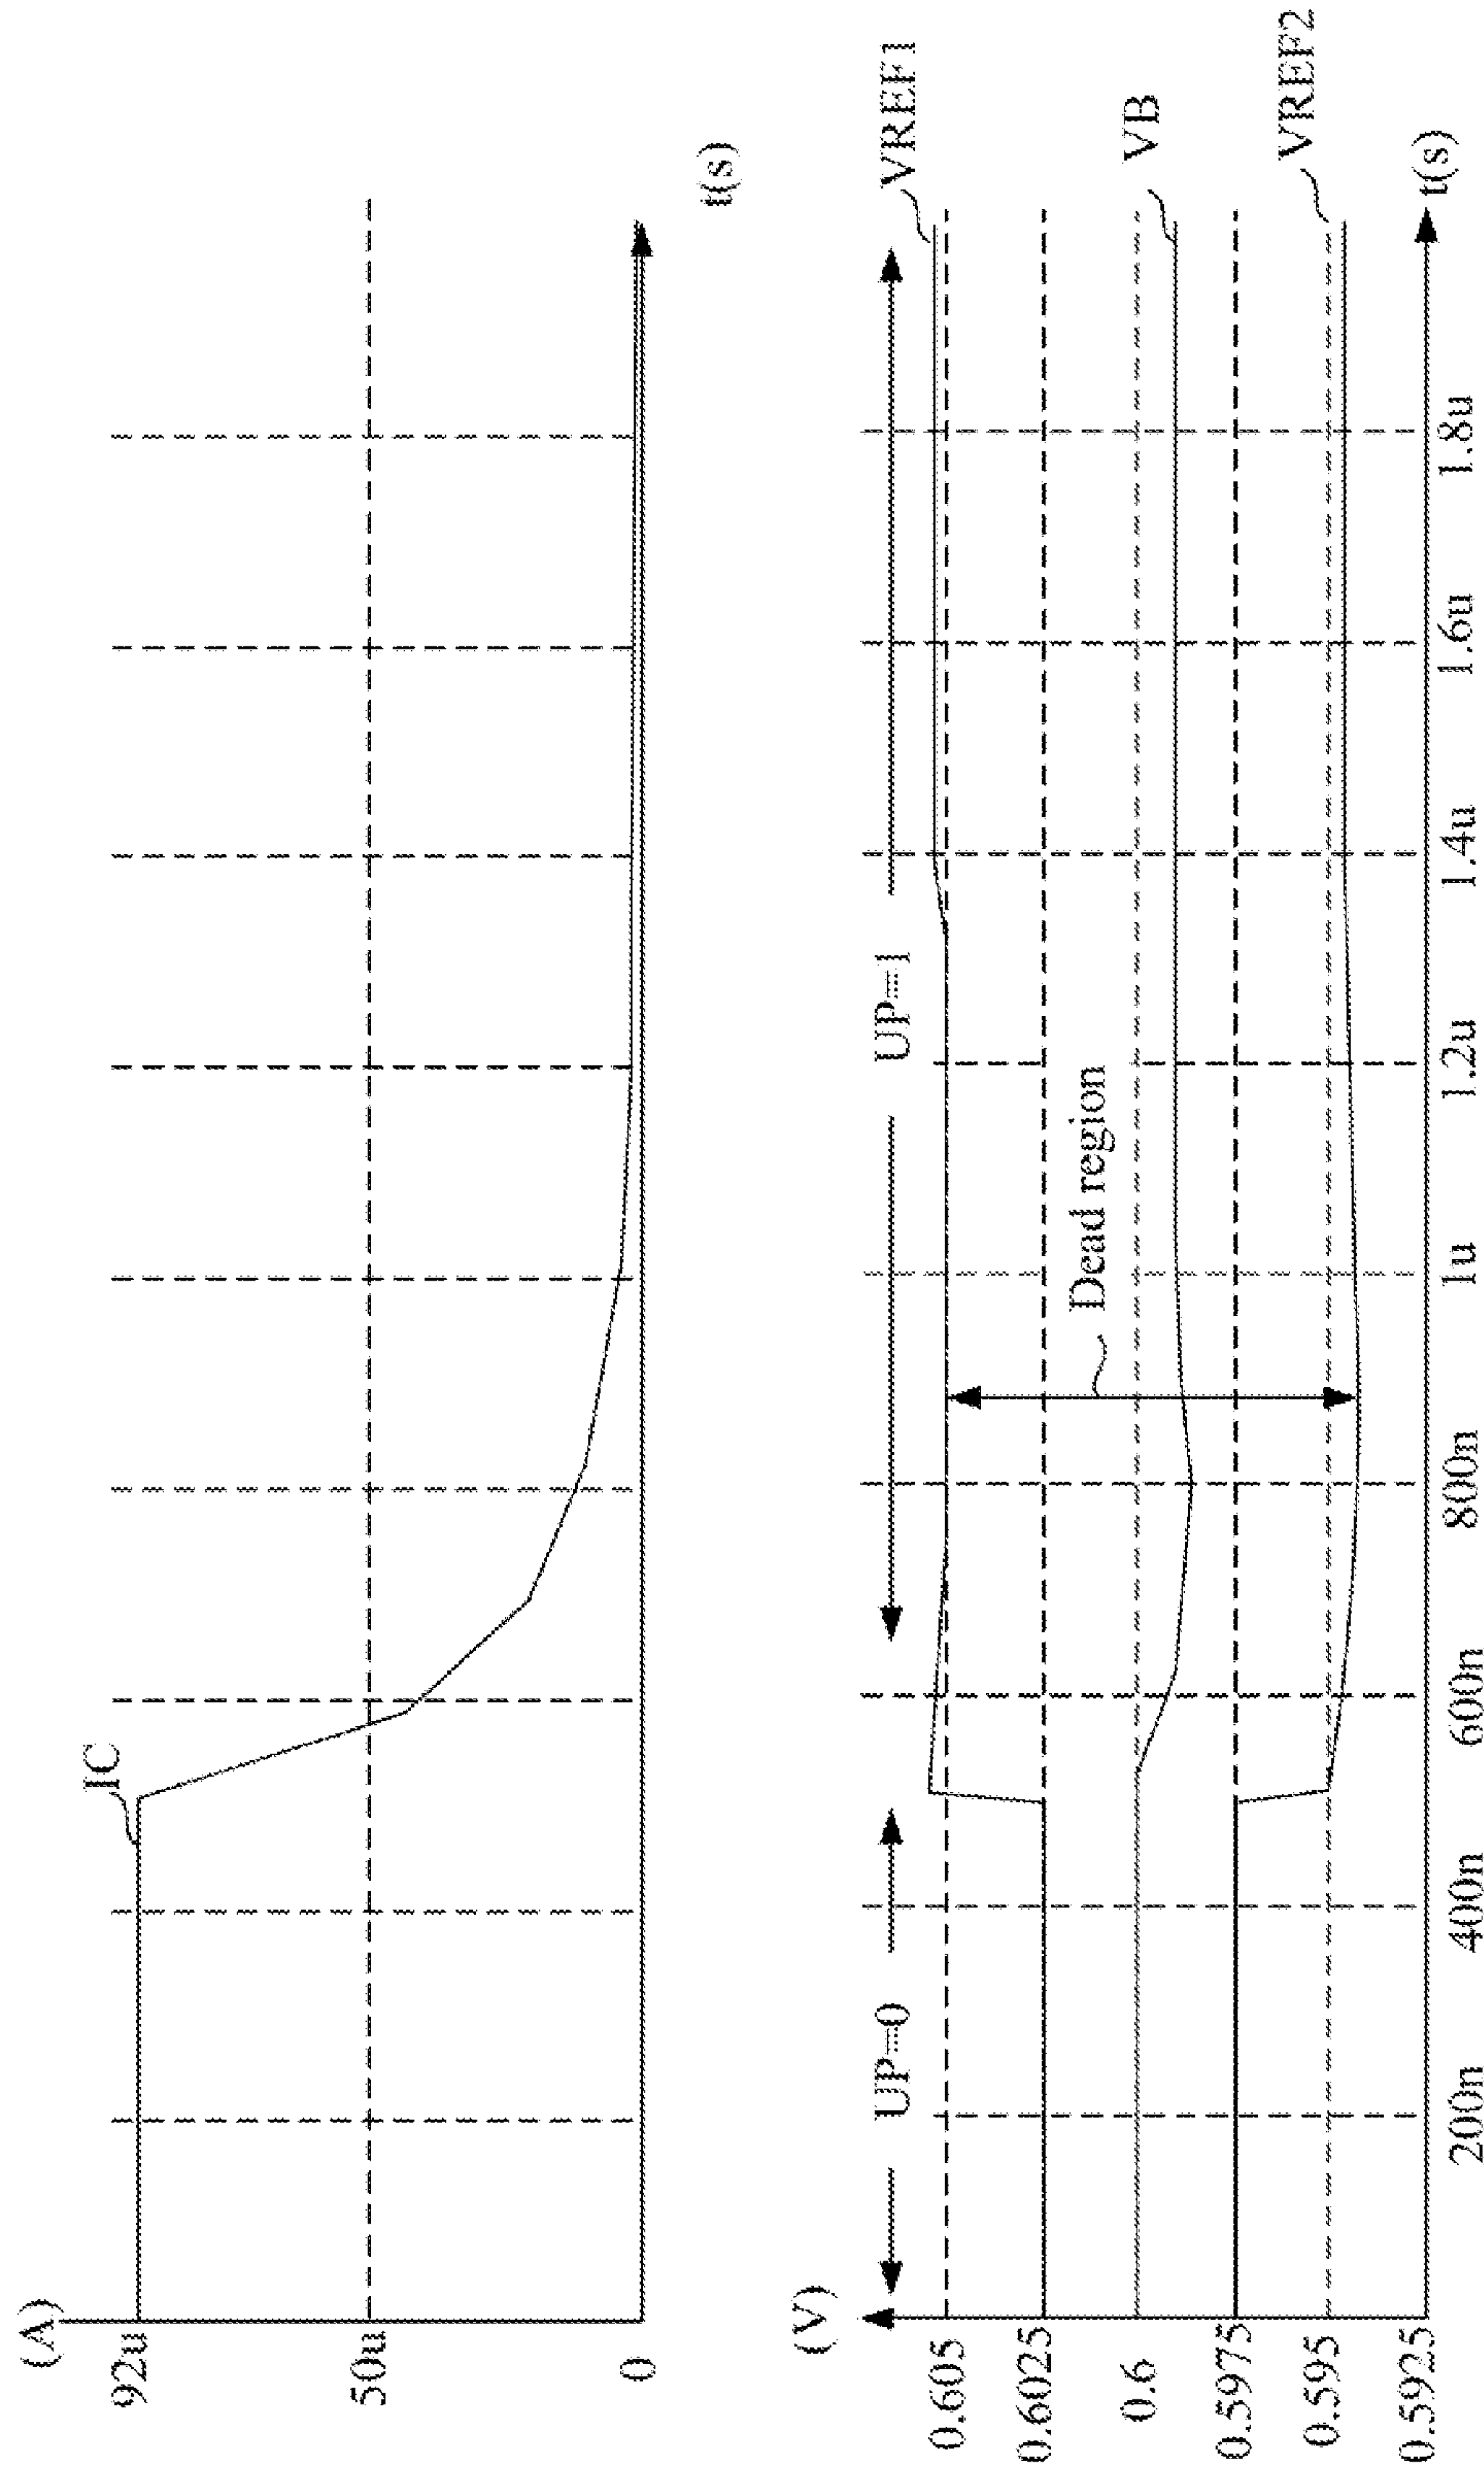 (A)
92u
IC
50u
0
t(s)
(V)
UP=0
UP=1
VREF1
0.605
0.6025
Dead region
0.6
VB
0.5975
0.595
VREF2
0.5925
200n
400n
600n
800n
1u
1.2u
1.4u
1.6u
1.8u
t(s)